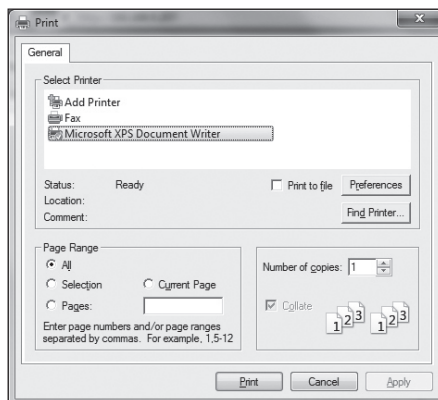 Print
General
Select Printer
Add Printer
Fax
Microsoft XPS Document Writer
Status: Ready
Print to file
Preferences
Location:
Comment:
Find Printer...
Page Range
All
Selection
Current Page
Pages:
Enter page numbers and/or page ranges
separated by commas. For example, 1,5-12
Number of copies: 1
Collate
1 2 3 1 2 3
Print Cancel Apply